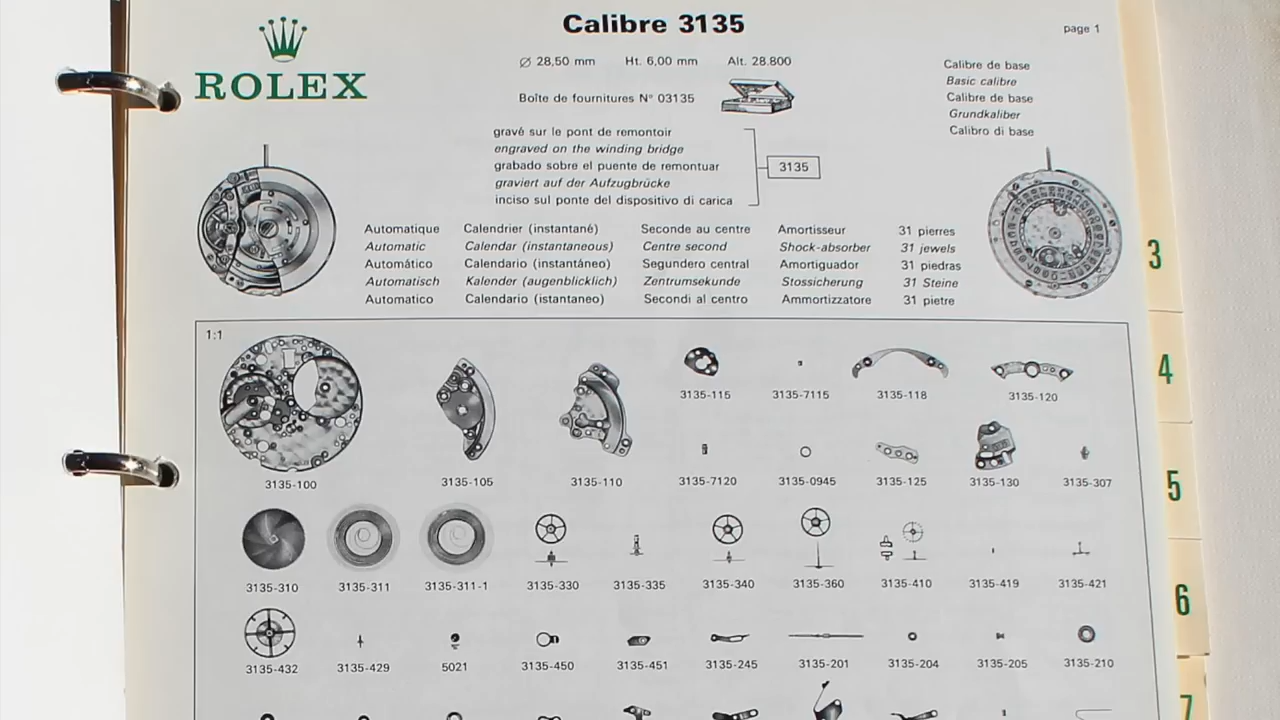 Calibre 3135
page 1
ROLEX
Ø 28,50 mm Ht. 6,00 mm Alt. 28.800
Boîte de fournitures N° 03135
Calibre de base
Basic calibre
Calibre de base
Grundkaliber
Calibro di base
gravé sur le pont de remontoir
engraved on the winding bridge
grabado sobre el puente de remontuar
graviert auf der Aufzugbrücke
inciso sul ponte del dispositivo di carica
3135
Automatique Calendrier (instantané) Seconde au centre Amortisseur 31 pierres
Automatic Calendar (instantaneous) Centre second Shock-absorber 31 jewels
Automático Calendario (instantáneo) Segundero central Amortiguador 31 piedras
Automatisch Kalender (augenblicklich) Zentrumsekunde Stossicherung 31 Steine
Automatico Calendario (istantaneo) Secondi al centro Ammortizzatore 31 pietre
3
1:1
3135-115 3135-7115 3135-118 3135-120
4
3135-100 3135-105 3135-110 3135-7120 3135-0945 3135-125 3135-130 3135-307
5
3135-310 3135-311 3135-311-1 3135-330 3135-335 3135-340 3135-360 3135-410 3135-419 3135-421
6
3135-432 3135-429 5021 3135-450 3135-451 3135-245 3135-201 3135-204 3135-205 3135-210
7